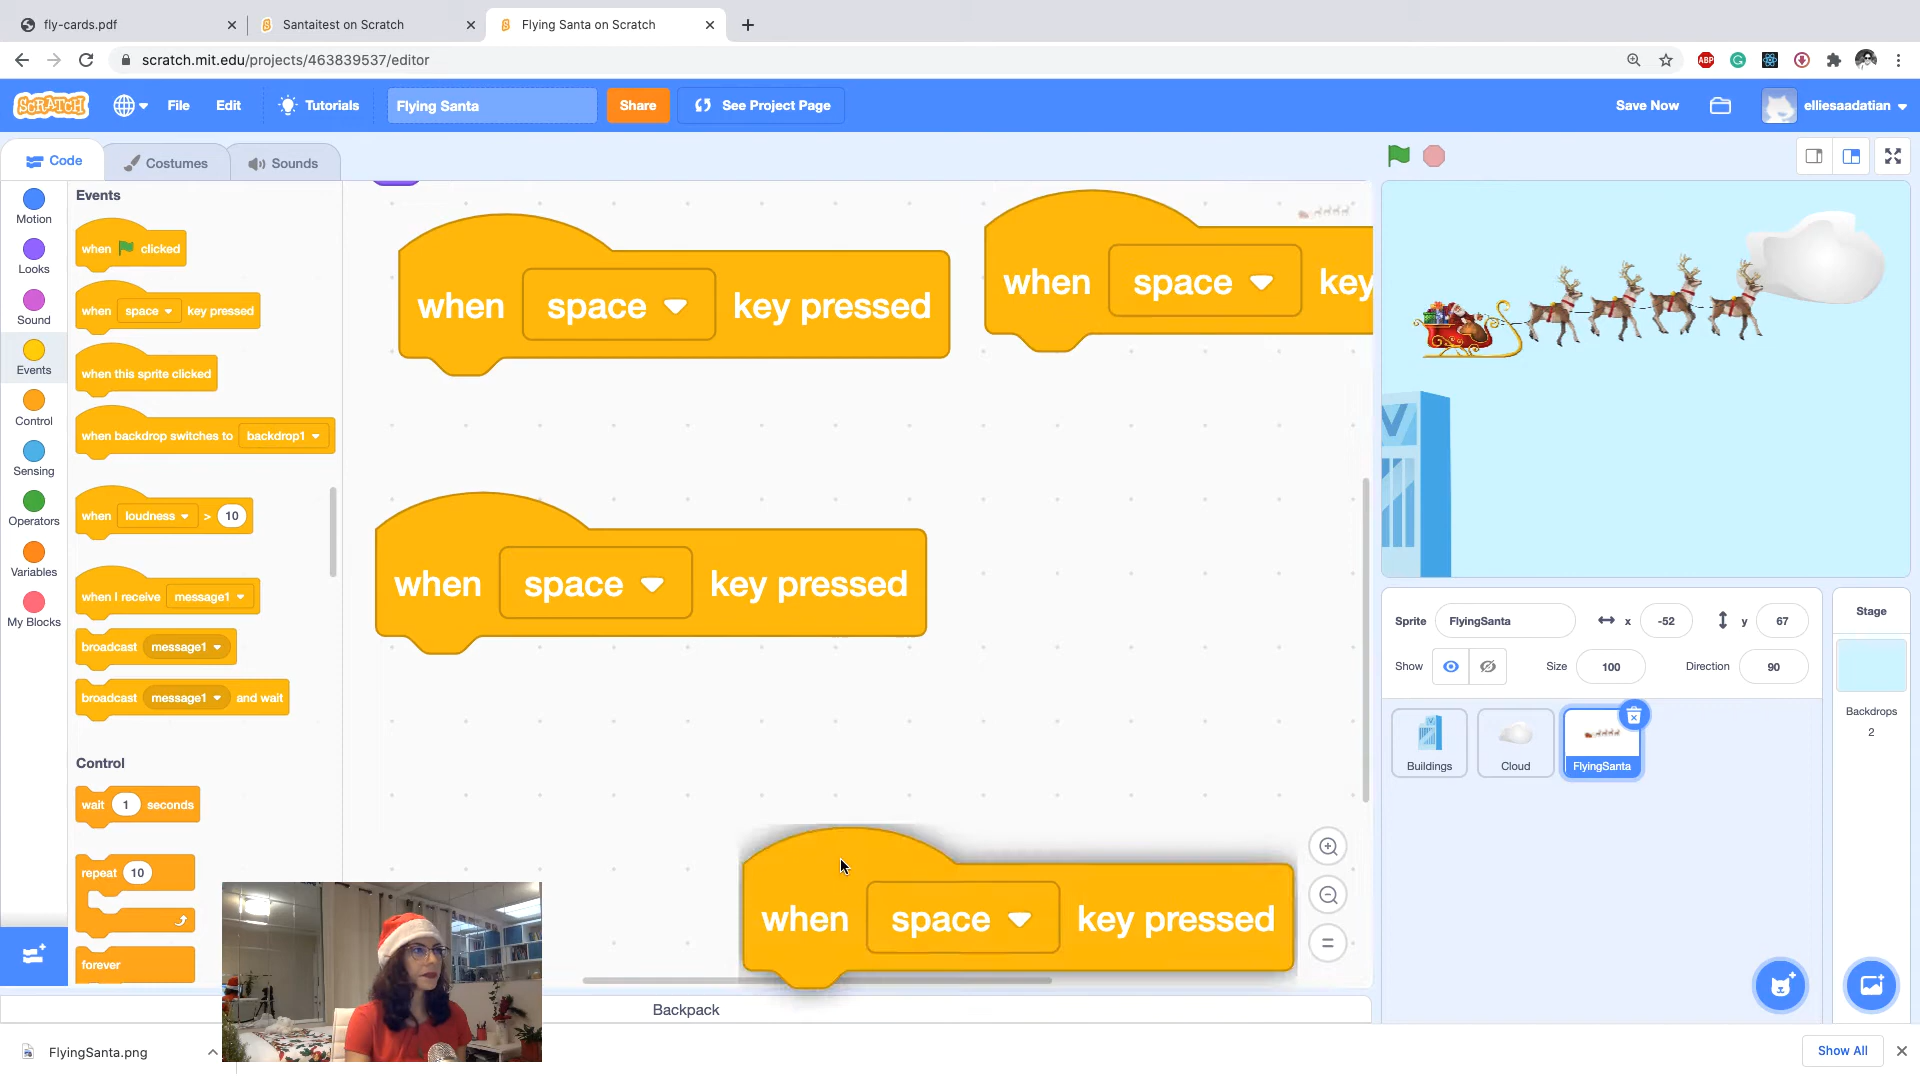 fly-cards.pdf
Santaitest on Scratch
Flying Santa on Scratch
scratch.mit.edu/projects/463839537/editor
ABP
SCRATCH
File
Edit
Tutorials
Flying Santa
Share
See Project Page
Save Now
elliesaadatian
Code
Costumes
Sounds
Motion
Looks
Sound
Events
Control
Sensing
Operators
Variables
My Blocks
Events
when clicked
when space key pressed
when this sprite clicked
when backdrop switches to backdrop1
when loudness > 10
when I receive message1
broadcast message1
broadcast message1 and wait
Control
wait 1 seconds
repeat 10
forever
when space key pressed
when space key
when space key pressed
when space key pressed
Backpack
Sprite FlyingSanta x -52 y 67
Show Size 100 Direction 90
Buildings
Cloud
FlyingSanta
Stage
Backdrops
2
FlyingSanta.png
Show All